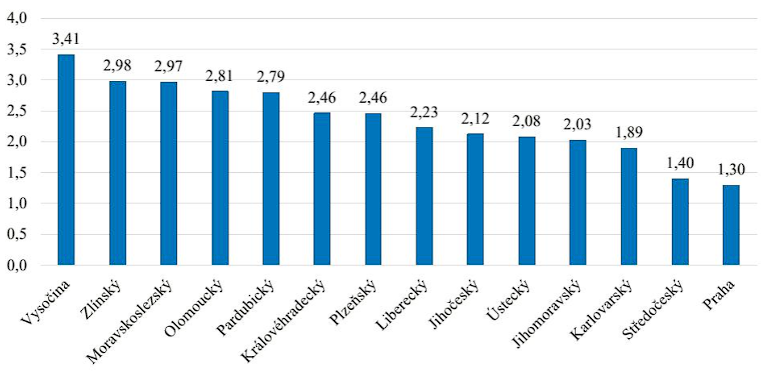 4,0
3,5
3,0
2,5
2,0
1,5
1,0
0,5
0,0
3,41
2,98
2,97
2,81
2,79
2,46
2,46
2,23
2,12
2,08
2,03
1,89
1,40
1,30
Vysočina
Zlínský
Moravskoslezský
Olomoucký
Pardubický
Královéhradecký
Plzeňský
Liberecký
Jihočeský
Ústecký
Jihomoravský
Karlovarský
Středočeský
Praha